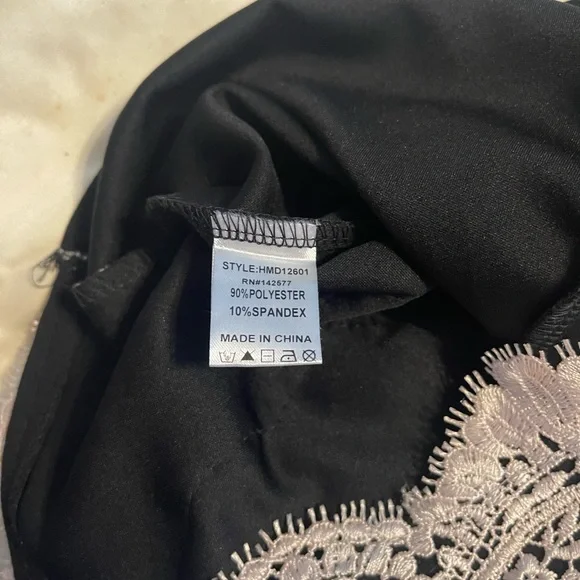 STYLE:HMD12601
RN#142577
90%POLYESTER
10%SPANDEX
MADE IN CHINA